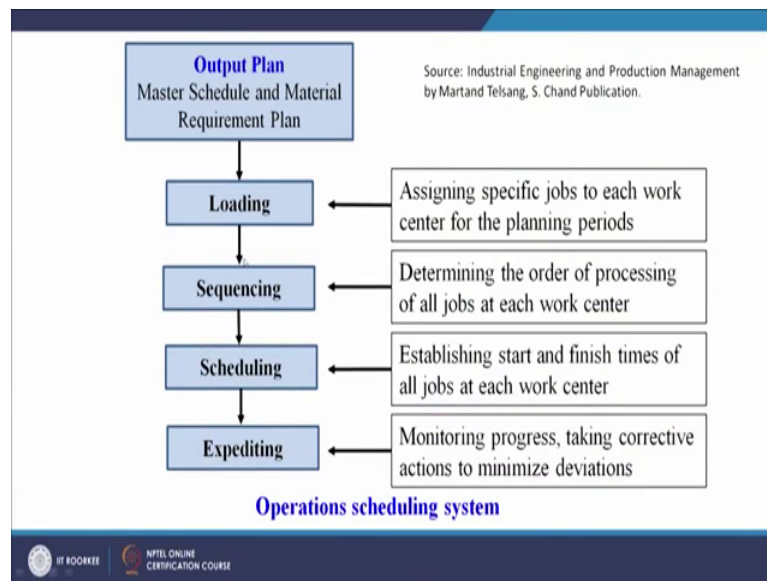 Output Plan
Master Schedule and Material
Requirement Plan
Source: Industrial Engineering and Production Management
by Martand Telsang, S. Chand Publication.
Loading
Assigning specific jobs to each work
center for the planning periods
Sequencing
Determining the order of processing
of all jobs at each work center
Scheduling
Establishing start and finish times of
all jobs at each work center
Expediting
Monitoring progress, taking corrective
actions to minimize deviations
Operations scheduling system
IIT ROORKEE
NPTEL ONLINE
CERTIFICATION COURSE